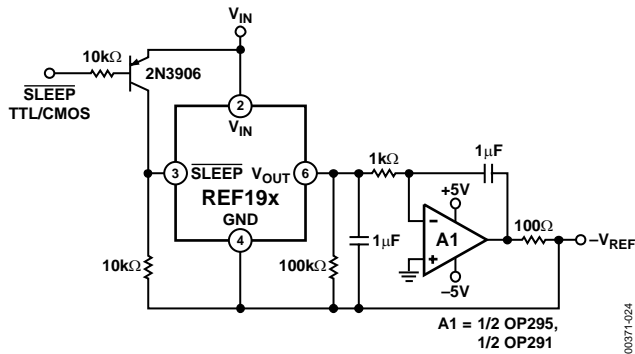 V_IN
10kΩ
2N3906
SLEEP
TTL/CMOS
2
V_IN
3
SLEEP
V_OUT
6
REF19x
GND
4
10kΩ
100kΩ
1µF
1kΩ
1µF
+5V
−
A1
+
−5V
100Ω
−V_REF
A1 = 1/2 OP295,
1/2 OP291
00371-024